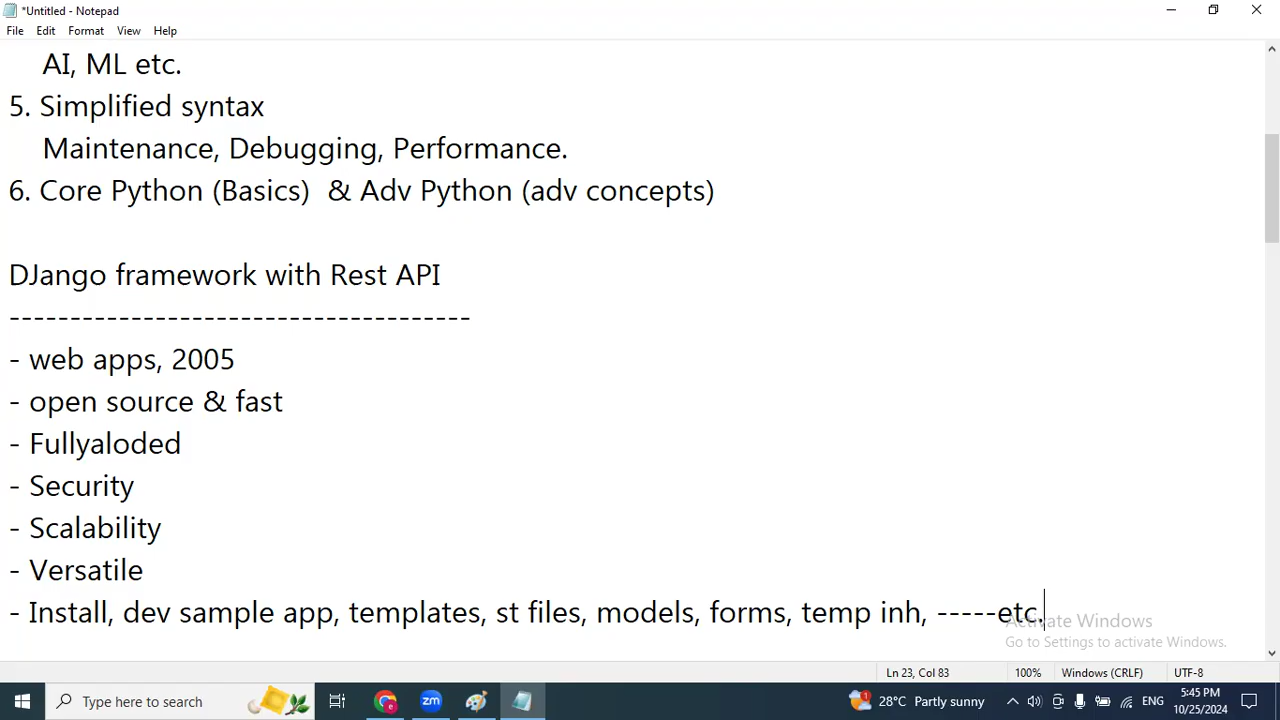 *Untitled - Notepad
File Edit Format View Help
AI, ML etc.
5. Simplified syntax
Maintenance, Debugging, Performance.
6. Core Python (Basics)  & Adv Python (adv concepts)
DJango framework with Rest API
--------------------------------------
- web apps, 2005
- open source & fast
- Fullyaloded
- Security
- Scalability
- Versatile
- Install, dev sample app, templates, st files, models, forms, temp inh, -----etc.
Activate Windows
Go to Settings to activate Windows.
Ln 23, Col 83 100% Windows (CRLF) UTF-8
Type here to search
28°C Partly sunny ENG 5:45 PM
10/25/2024